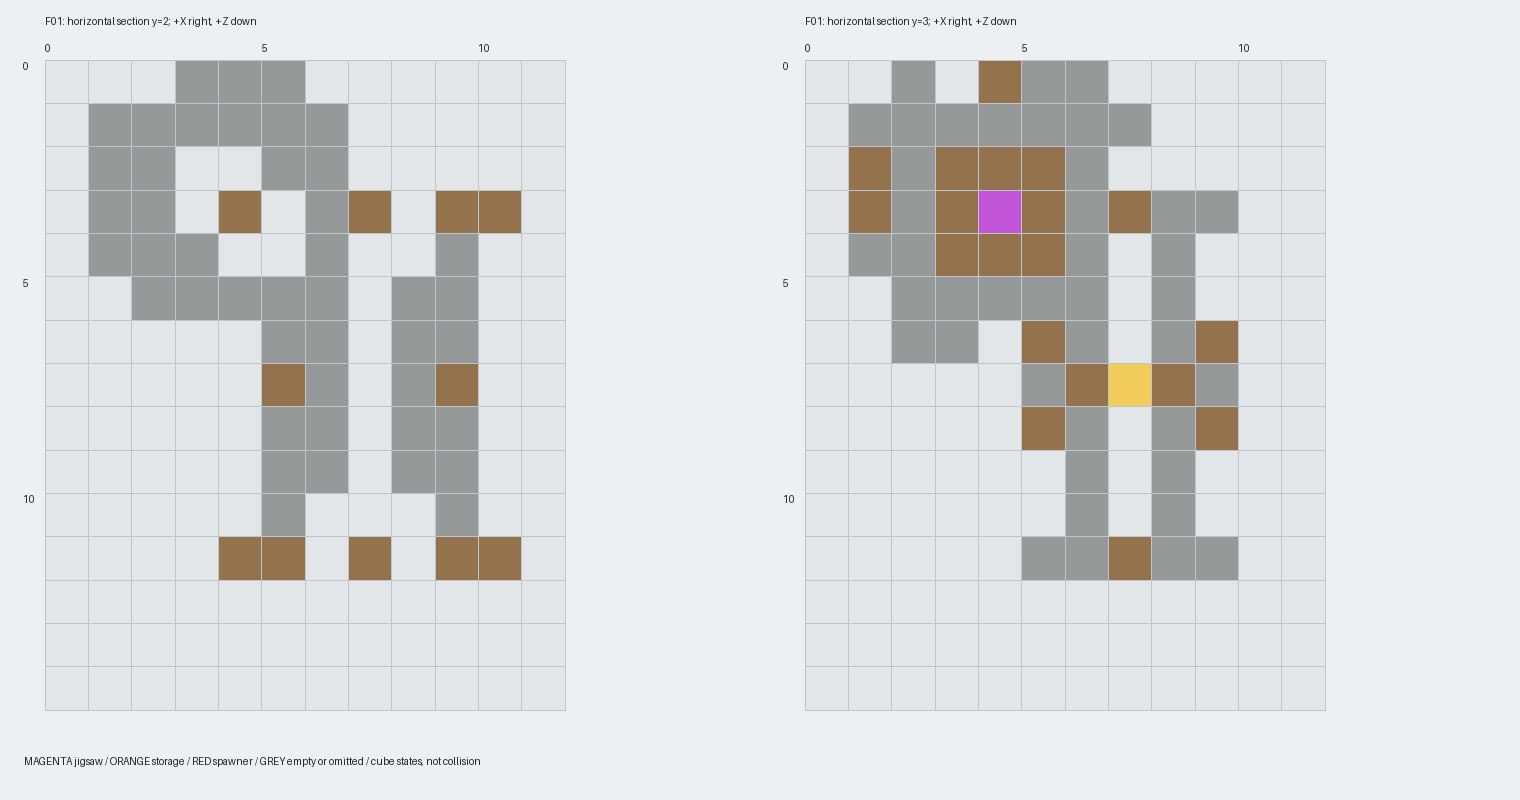 F01: horizontal section y=2; +X right, +Z down
F01: horizontal section y=3; +X right, +Z down
0 5 10
0 5 10
0
0
5
5
10
10
MAGENTA jigsaw / ORANGE storage / RED spawner / GREY empty or omitted / cube states, not collision